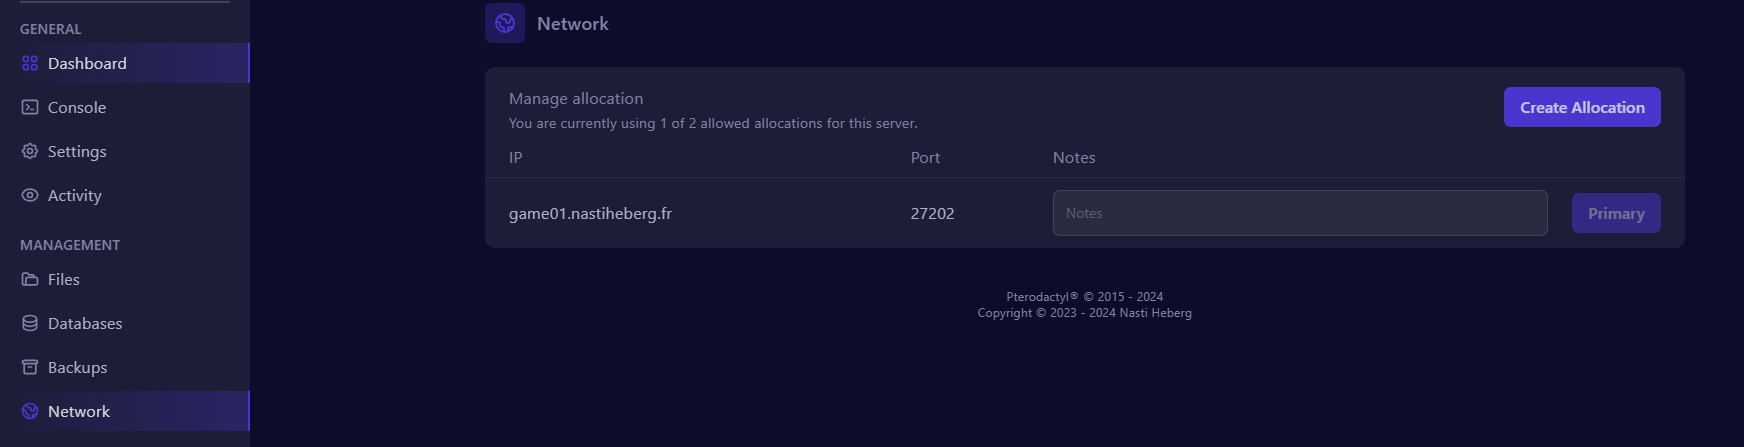 GENERAL
Dashboard
Console
Settings
Activity
MANAGEMENT
Files
Databases
Backups
Network
Network
Manage allocation
You are currently using 1 of 2 allowed allocations for this server.
Create Allocation
IP Port Notes
game01.nastiheberg.fr 27202 Notes Primary
Pterodactyl® © 2015 - 2024
Copyright © 2023 - 2024 Nasti Heberg